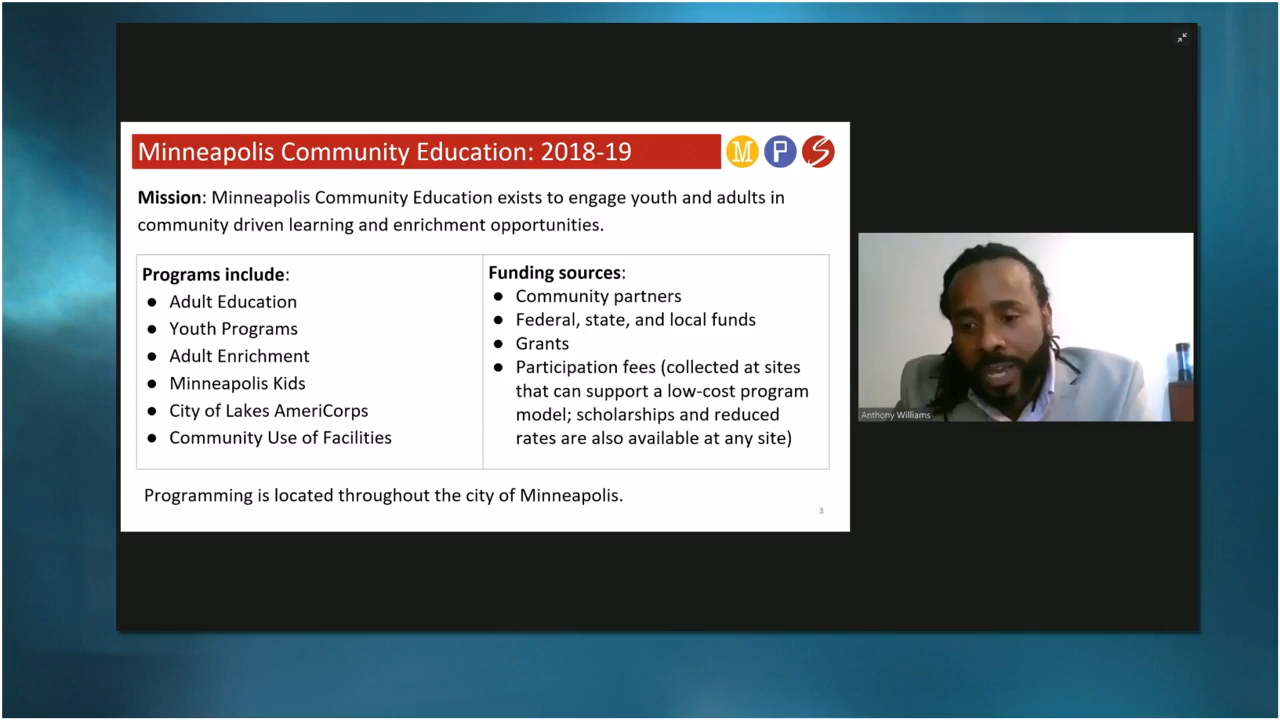 Minneapolis Community Education: 2018-19
M P S
Mission: Minneapolis Community Education exists to engage youth and adults in
community driven learning and enrichment opportunities.
Programs include:
● Adult Education
● Youth Programs
● Adult Enrichment
● Minneapolis Kids
● City of Lakes AmeriCorps
● Community Use of Facilities
Funding sources:
● Community partners
● Federal, state, and local funds
● Grants
● Participation fees (collected at sites
that can support a low-cost program
model; scholarships and reduced
rates are also available at any site)
Programming is located throughout the city of Minneapolis.
3
Anthony Williams